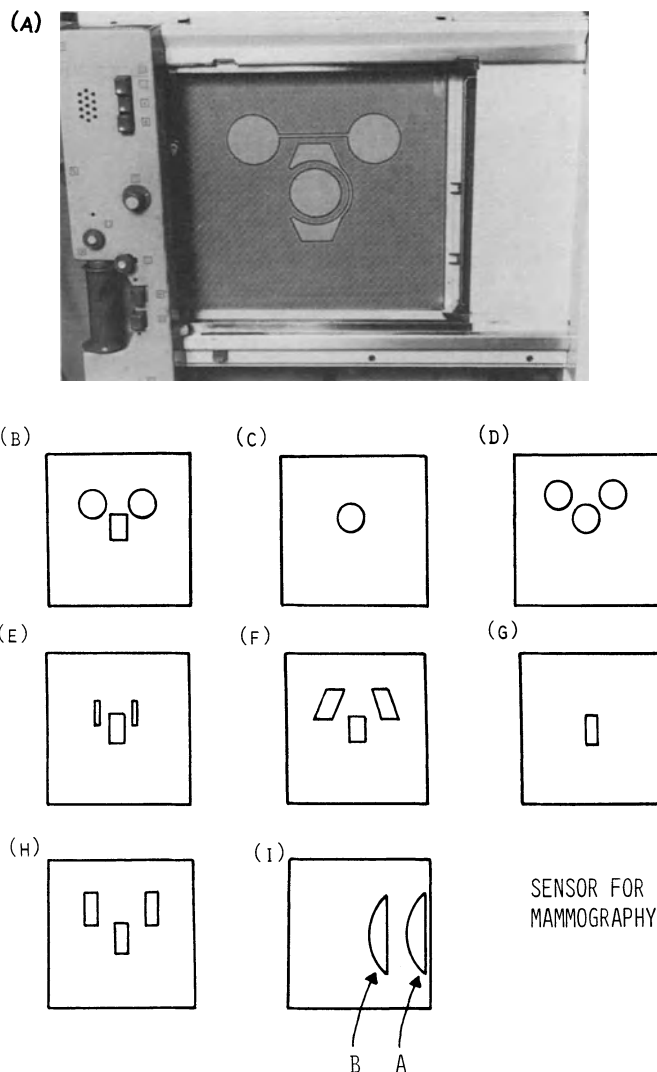 (A)
(B)
(C)
(D)
(E)
(F)
(G)
(H)
(I)
SENSOR FOR
MAMMOGRAPHY
B
A